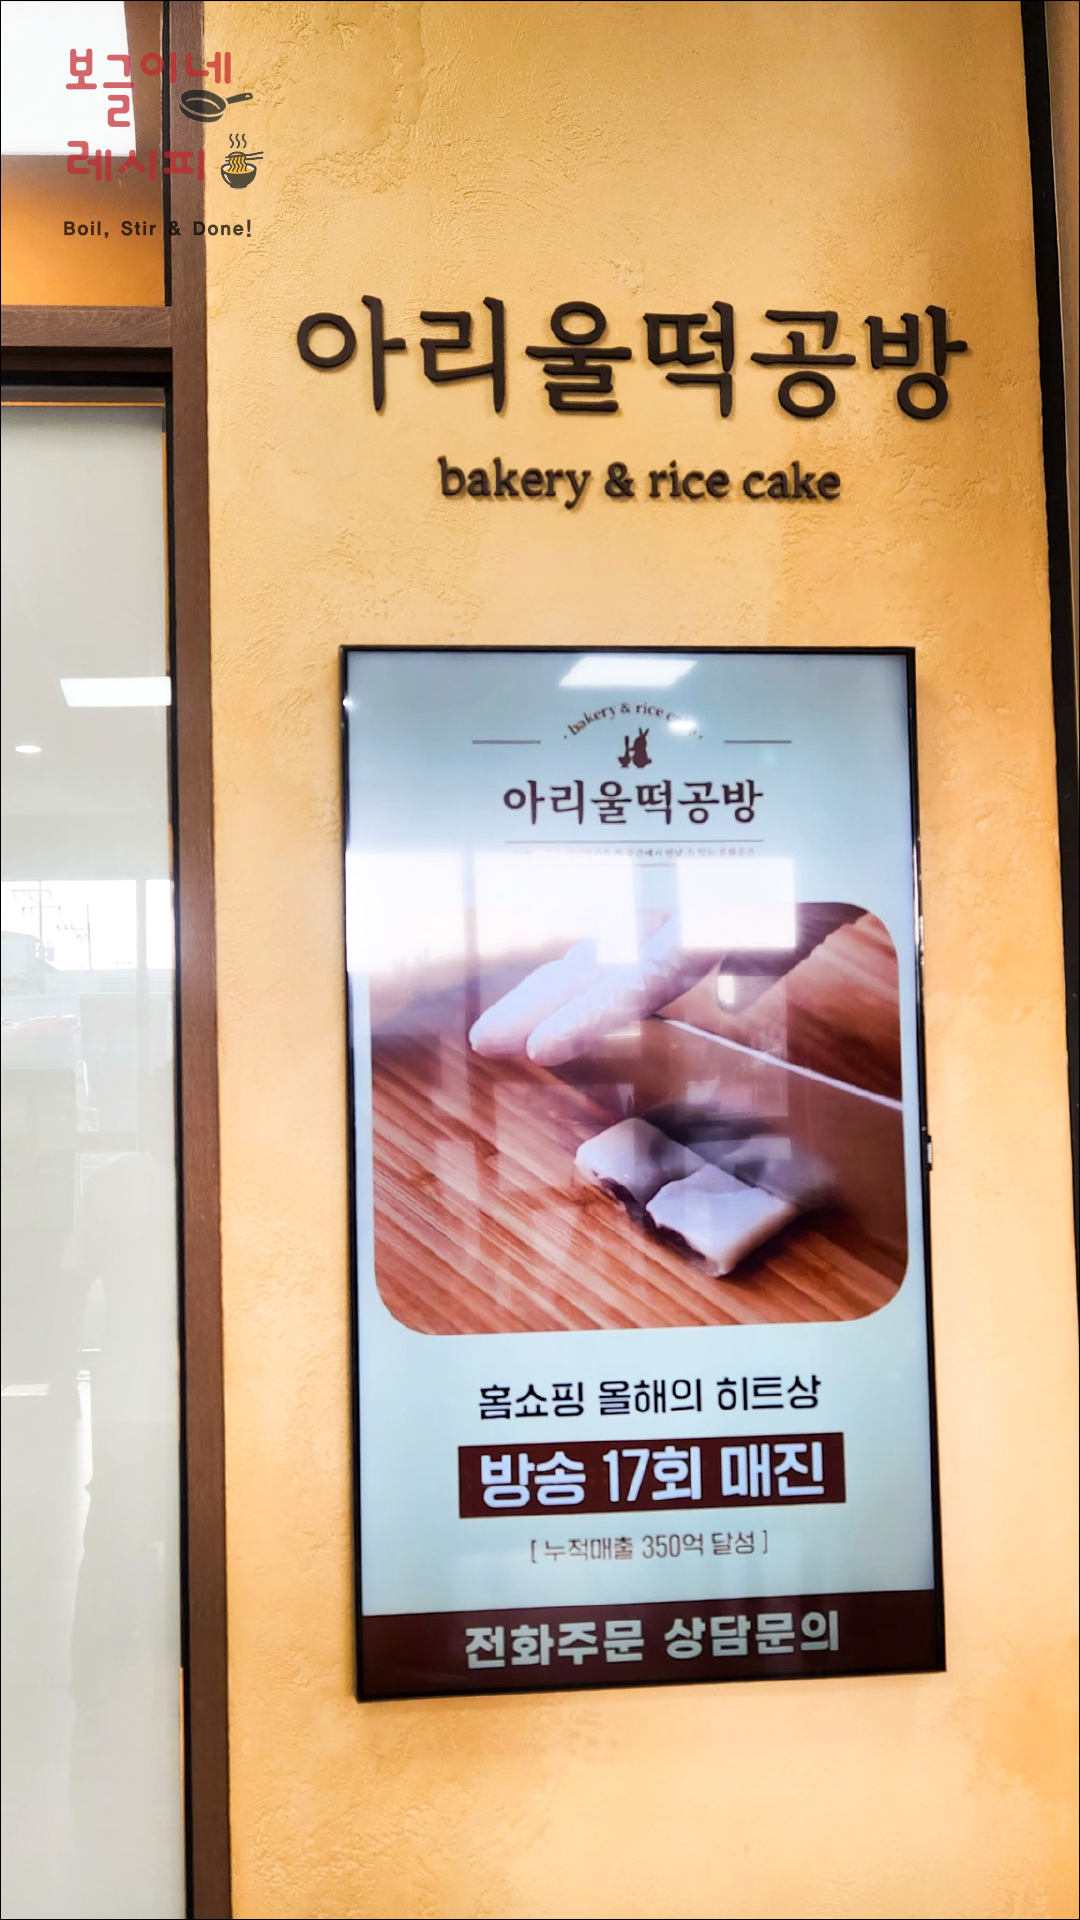 보글이네
레시피
Boil, Stir & Done!
아리울떡공방
bakery & rice cake
bakery & rice
아리울떡공방
홈쇼핑 올해의 히트상
방송 17회 매진
[ 누적매출 350억 달성 ]
전화주문 상담문의